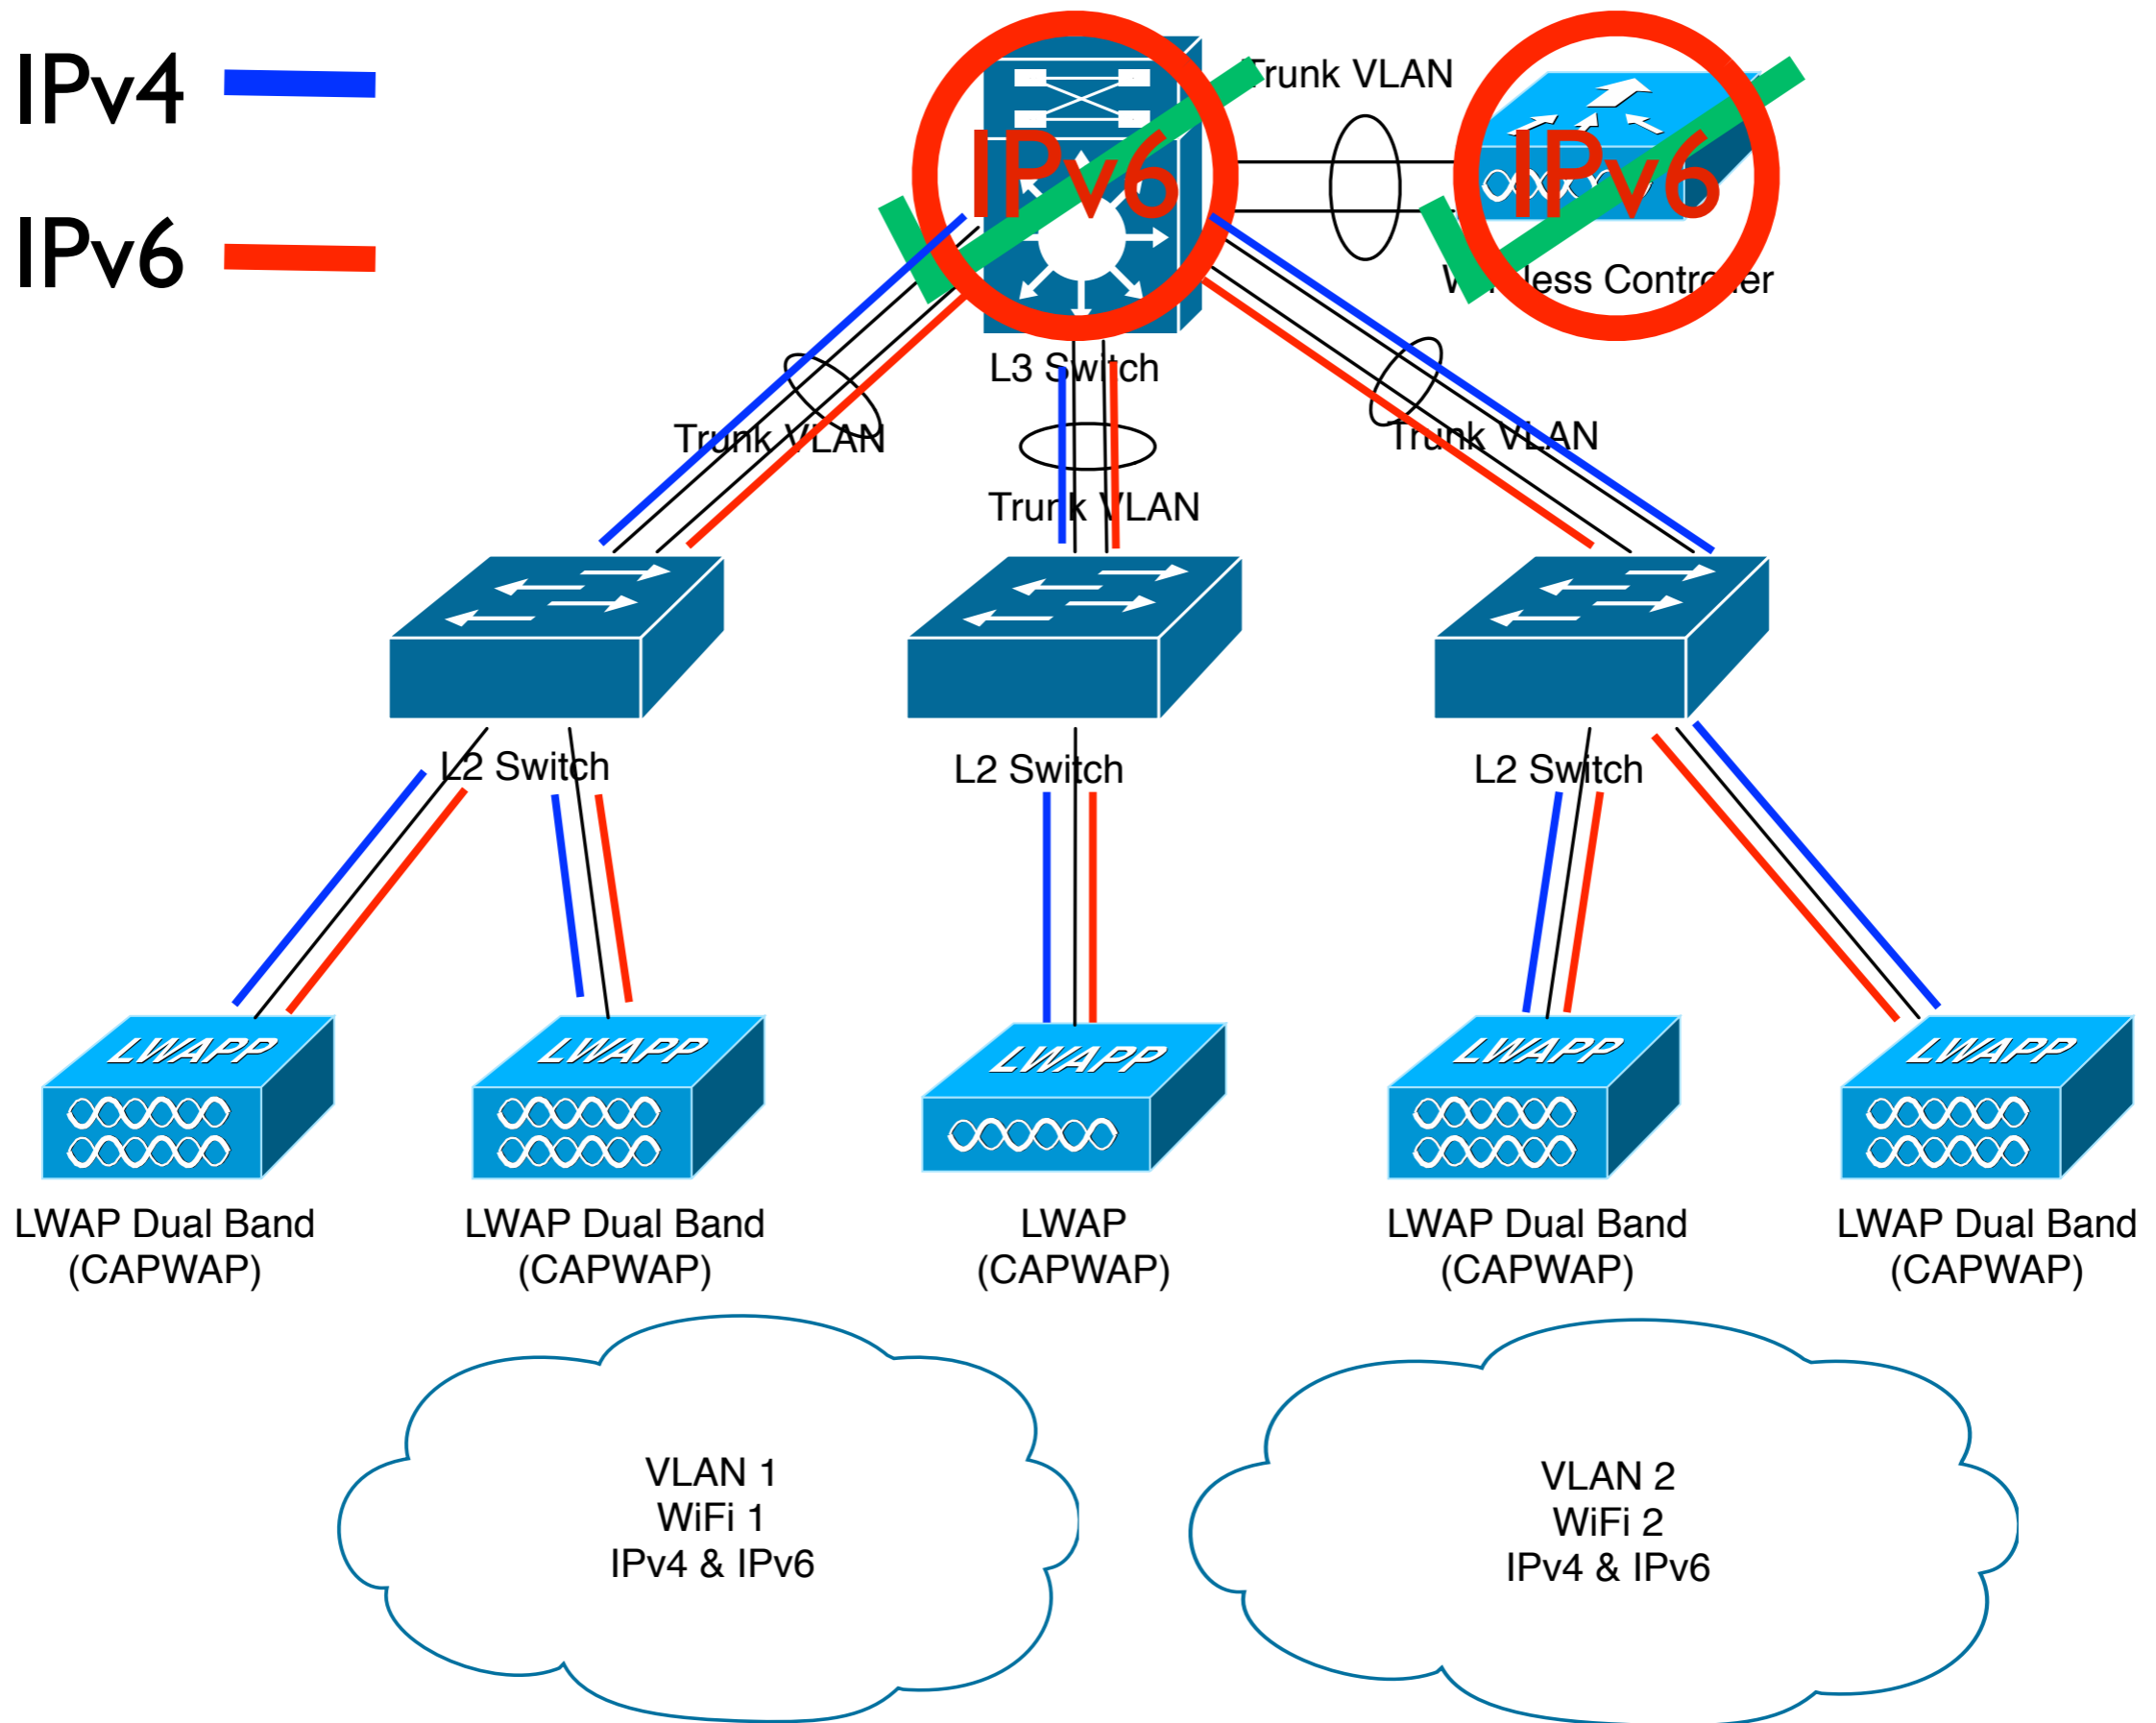 IPv4
IPv6
Trunk VLAN
IPv6
IPv6
Wireless Controller
L3 Switch
Trunk VLAN
Trunk VLAN
Trunk VLAN
L2 Switch
L2 Switch
L2 Switch
LWAPP
LWAPP
LWAPP
LWAPP
LWAPP
LWAP Dual Band
(CAPWAP)
LWAP Dual Band
(CAPWAP)
LWAP
(CAPWAP)
LWAP Dual Band
(CAPWAP)
LWAP Dual Band
(CAPWAP)
VLAN 1
WiFi 1
IPv4 & IPv6
VLAN 2
WiFi 2
IPv4 & IPv6